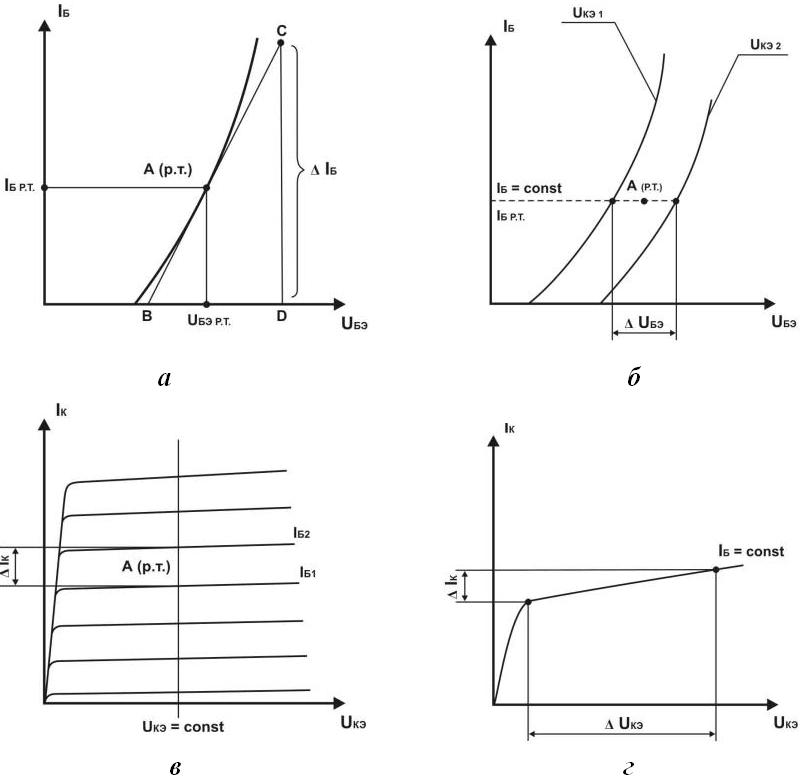 IБ
C
A (р.т.)
IБ Р.Т.
Δ IБ
B
UБЭ Р.Т.
D
UБЭ
а
UКЭ 1
IБ
UКЭ 2
IБ = const
A (Р.Т.)
IБ Р.Т.
Δ UБЭ
UБЭ
б
IК
IБ2
Δ IК
A (р.т.)
IБ1
UКЭ
UКЭ = const
в
IК
IБ = const
Δ IК
Δ UКЭ
UКЭ
г